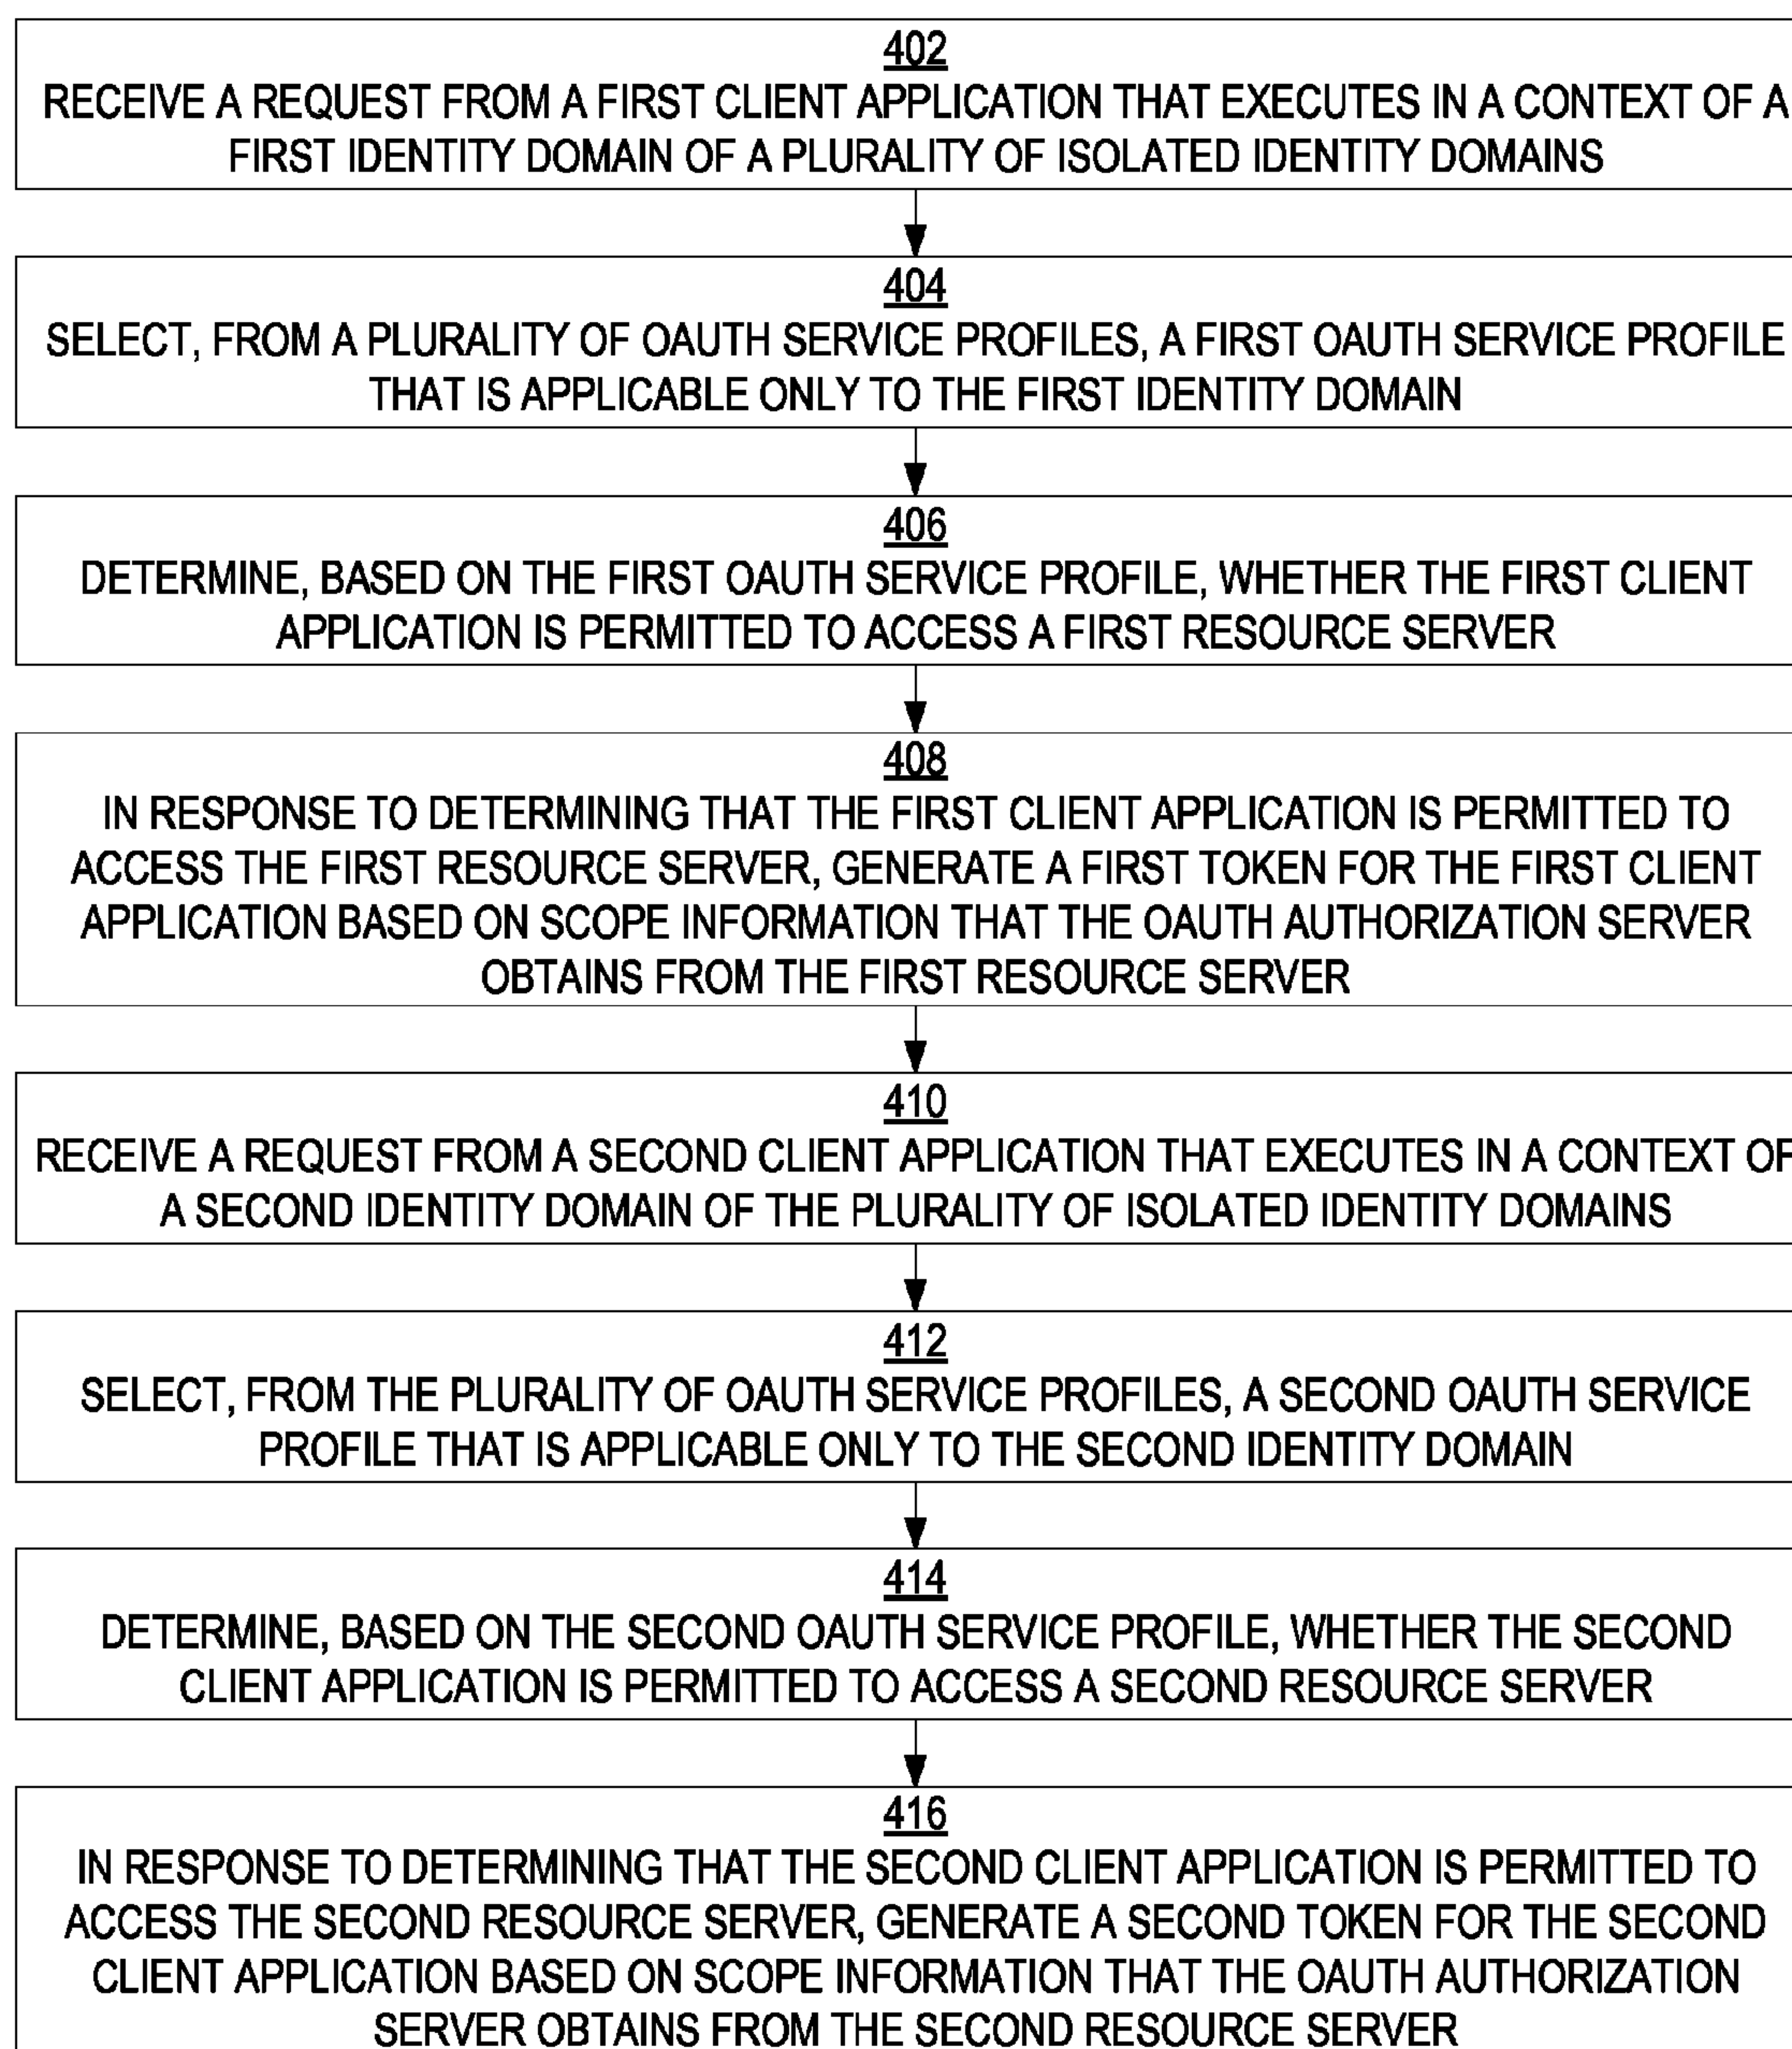 402
RECEIVE A REQUEST FROM A FIRST CLIENT APPLICATION THAT EXECUTES IN A CONTEXT OF A
FIRST IDENTITY DOMAIN OF A PLURALITY OF ISOLATED IDENTITY DOMAINS
404
SELECT, FROM A PLURALITY OF OAUTH SERVICE PROFILES, A FIRST OAUTH SERVICE PROFILE
THAT IS APPLICABLE ONLY TO THE FIRST IDENTITY DOMAIN
406
DETERMINE, BASED ON THE FIRST OAUTH SERVICE PROFILE, WHETHER THE FIRST CLIENT
APPLICATION IS PERMITTED TO ACCESS A FIRST RESOURCE SERVER
408
IN RESPONSE TO DETERMINING THAT THE FIRST CLIENT APPLICATION IS PERMITTED TO
ACCESS THE FIRST RESOURCE SERVER, GENERATE A FIRST TOKEN FOR THE FIRST CLIENT
APPLICATION BASED ON SCOPE INFORMATION THAT THE OAUTH AUTHORIZATION SERVER
OBTAINS FROM THE FIRST RESOURCE SERVER
410
RECEIVE A REQUEST FROM A SECOND CLIENT APPLICATION THAT EXECUTES IN A CONTEXT OF
A SECOND IDENTITY DOMAIN OF THE PLURALITY OF ISOLATED IDENTITY DOMAINS
412
SELECT, FROM THE PLURALITY OF OAUTH SERVICE PROFILES, A SECOND OAUTH SERVICE
PROFILE THAT IS APPLICABLE ONLY TO THE SECOND IDENTITY DOMAIN
414
DETERMINE, BASED ON THE SECOND OAUTH SERVICE PROFILE, WHETHER THE SECOND
CLIENT APPLICATION IS PERMITTED TO ACCESS A SECOND RESOURCE SERVER
416
IN RESPONSE TO DETERMINING THAT THE SECOND CLIENT APPLICATION IS PERMITTED TO
ACCESS THE SECOND RESOURCE SERVER, GENERATE A SECOND TOKEN FOR THE SECOND
CLIENT APPLICATION BASED ON SCOPE INFORMATION THAT THE OAUTH AUTHORIZATION
SERVER OBTAINS FROM THE SECOND RESOURCE SERVER